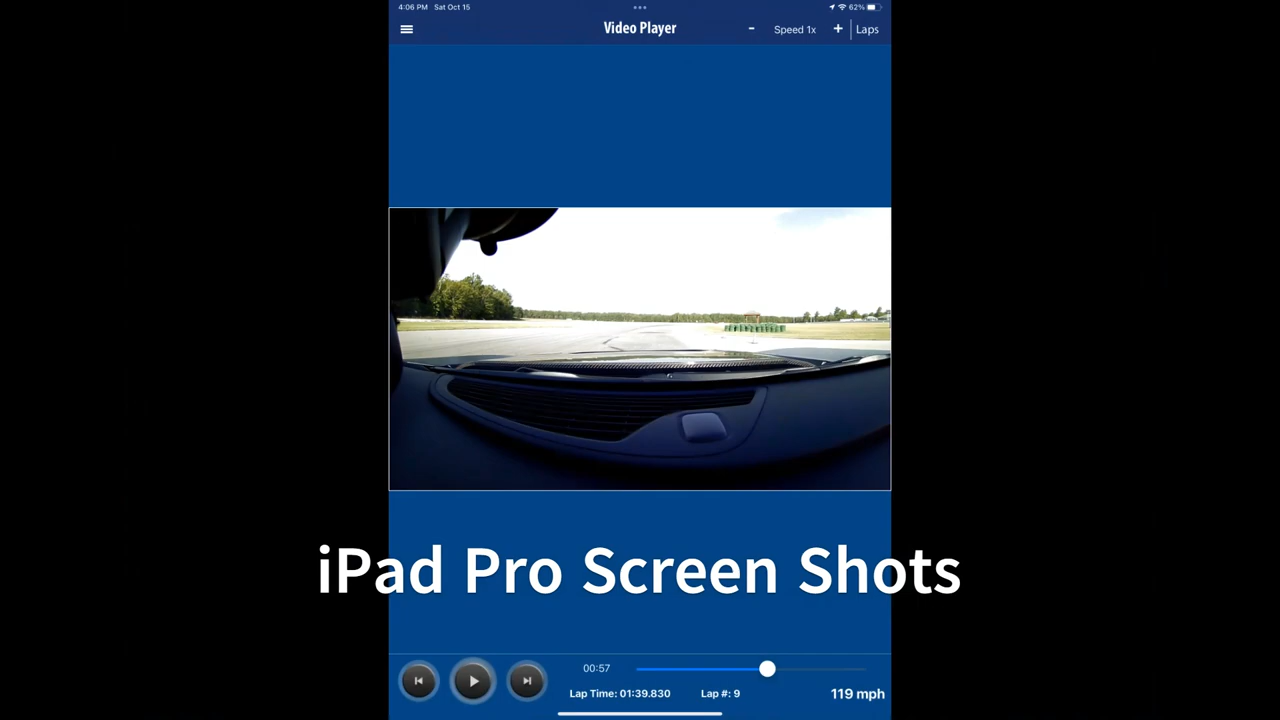 4:06 PM Sat Oct 15 62%
Video Player - Speed 1x + Laps
iPad Pro Screen Shots
00:57
Lap Time: 01:39.830 Lap #: 9 119 mph